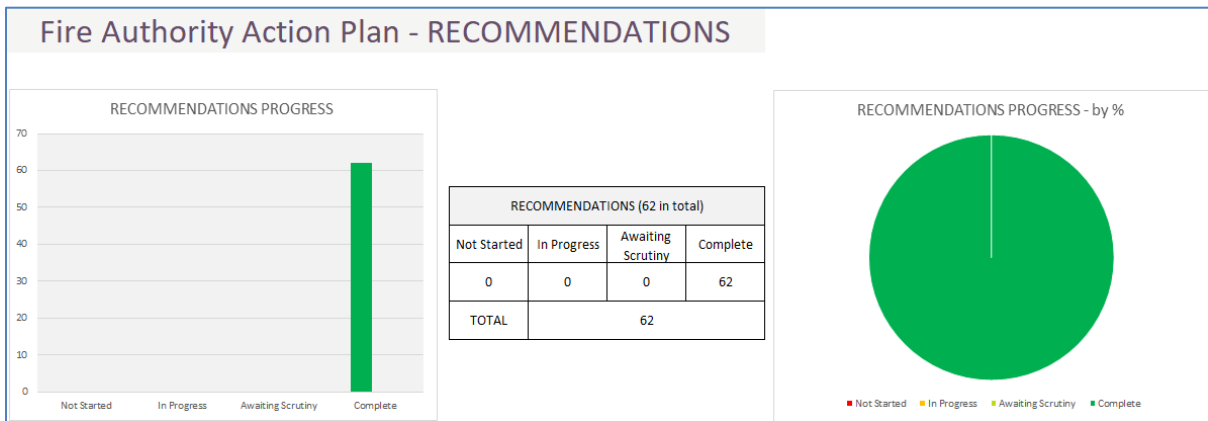 Fire Authority Action Plan - RECOMMENDATIONS
RECOMMENDATIONS PROGRESS
70
60
50
40
30
20
10
0
Not Started In Progress Awaiting Scrutiny Complete
RECOMMENDATIONS (62 in total)
Not Started In Progress Awaiting Scrutiny Complete
0 0 0 62
TOTAL 62
RECOMMENDATIONS PROGRESS - by %
Not Started In Progress Awaiting Scrutiny Complete